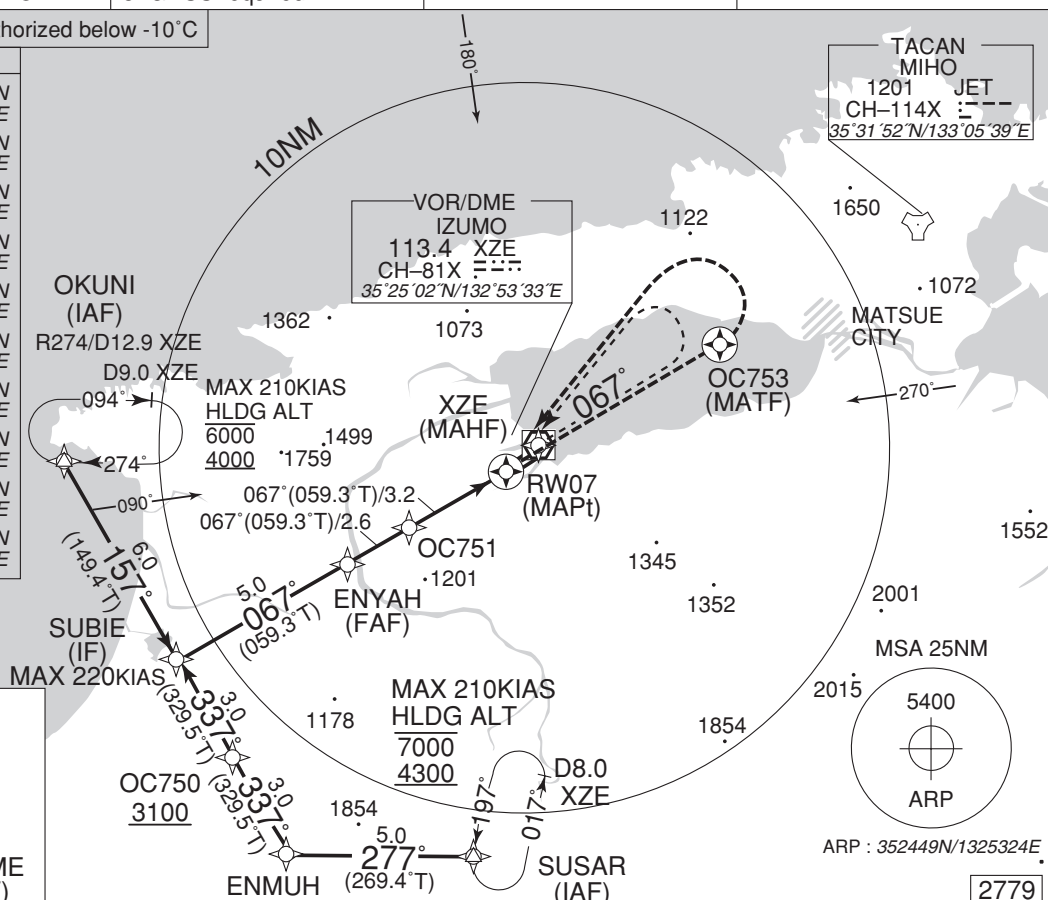 thorized below -10˚C
180˚
TACAN
MIHO
1201 JET
CH–114X
35˚31´52˝N/133˚05´39˝E
10NM
N
E
N
E
N
E
N
E
N
E
N
E
N
E
N
E
N
E
N
E
VOR/DME
IZUMO
113.4 XZE
CH–81X
35˚25´02˝N/132˚53´33˝E
1122
1650
1072
OKUNI
(IAF)
R274/D12.9 XZE
D9.0 XZE
094˚
274˚
090˚
1362
1073
MATSUE
CITY
270˚
MAX 210KIAS
HLDG ALT
6000
4000
1499
1759
XZE
(MAHF)
067˚
OC753
(MATF)
067˚(059.3˚T)/3.2
067˚(059.3˚T)/2.6
RW07
(MAPt)
OC751
1201
ENYAH
(FAF)
1345
1352
1552
2001
6.0
157˚
(149.4˚T)
5.0
067˚
(059.3˚T)
SUBIE
(IF)
MAX 220KIAS
3.0
337˚
(329.5˚T)
1178
MAX 210KIAS
HLDG ALT
7000
4300
MSA 25NM
2015
5400
ARP
1854
OC750
3100
3.0
337˚
(329.5˚T)
1854
197˚
017˚
D8.0
XZE
5.0
277˚
(269.4˚T)
ENMUH
SUSAR
(IAF)
ARP : 352449N/1325324E
ME
)
2779